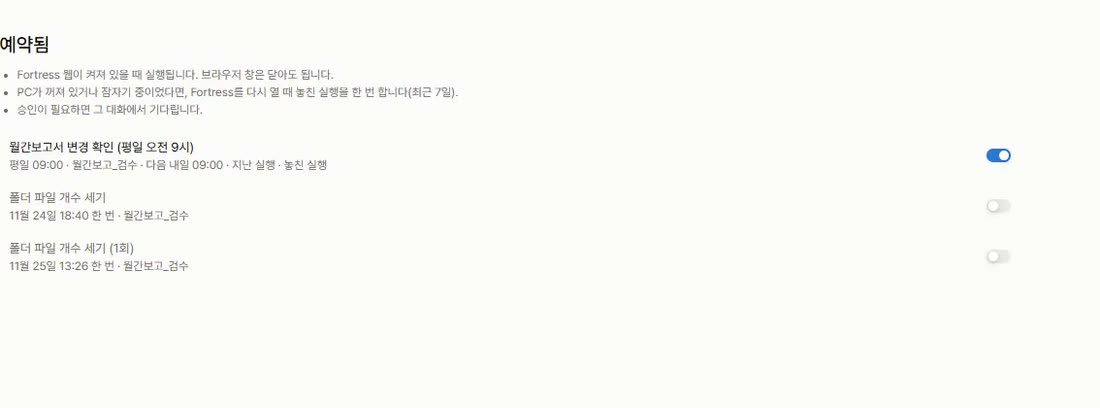 예약됨
• Fortress 웹이 켜져 있을 때 실행됩니다. 브라우저 창은 닫아도 됩니다.
• PC가 꺼져 있거나 잠자기 중이었다면, Fortress를 다시 열 때 놓친 실행을 한 번 합니다(최근 7일).
• 승인이 필요하면 그 대화에서 기다립니다.
월간보고서 변경 확인 (평일 오전 9시)
평일 09:00 · 월간보고_검수 · 다음 내일 09:00 · 지난 실행 · 놓친 실행
폴더 파일 개수 세기
11월 24일 18:40 한 번 · 월간보고_검수
폴더 파일 개수 세기 (1회)
11월 25일 13:26 한 번 · 월간보고_검수